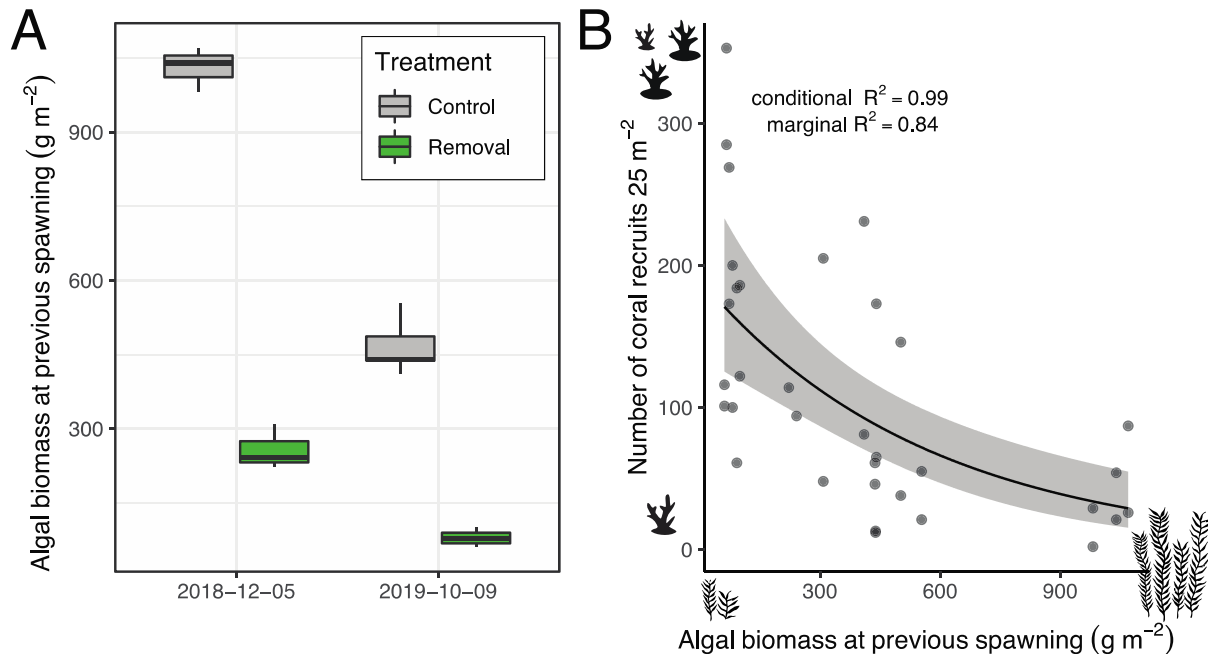 A
Algal biomass at previous spawning (g m⁻²)
900
600
300
Treatment
Control
Removal
2018−12−05
2019−10−09
B
Number of coral recruits 25 m⁻²
300
200
100
0
conditional R² = 0.99
marginal R² = 0.84
300
600
900
Algal biomass at previous spawning (g m⁻²)